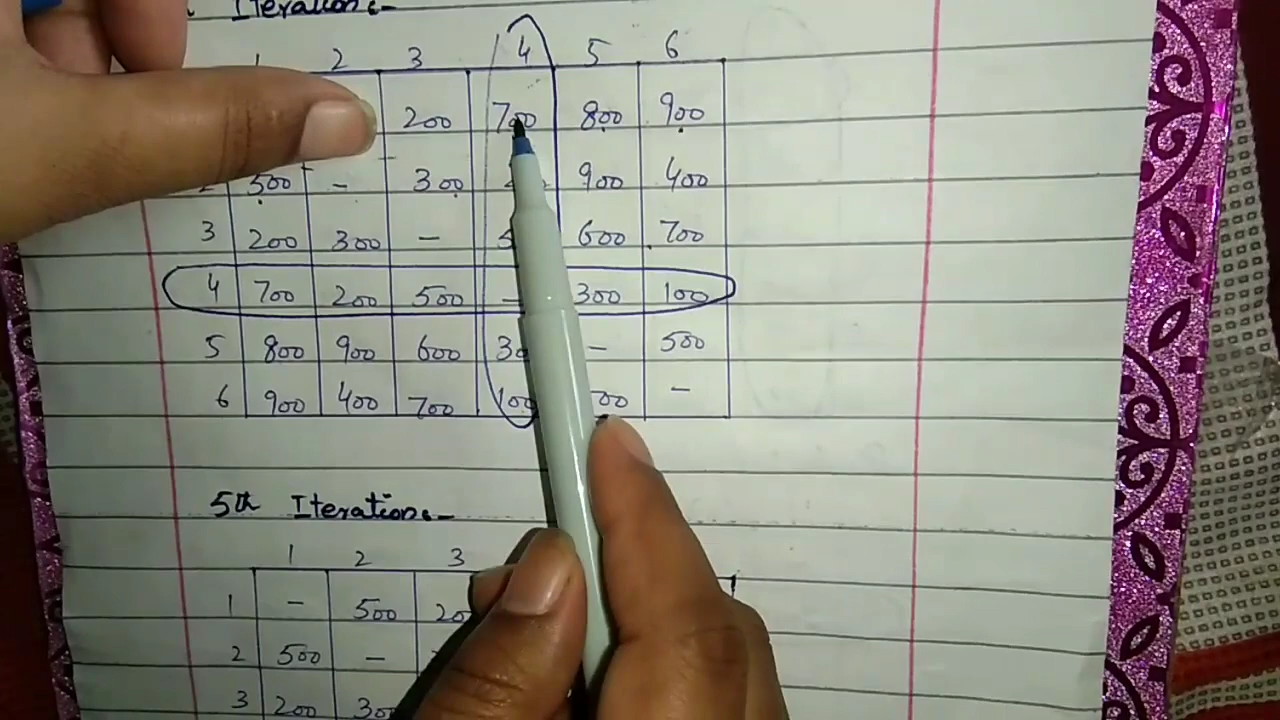 Iteration:-
2 3 4 5 6
200 700 800 900
500 - 300 900 400
3 200 300 - 600 700
4 700 200 500 - 300 100
5 800 900 600 - 500
6 900 400 700 100 -
5th Iteration:-
1 2 3
1 - 500
2 500 -
3 200